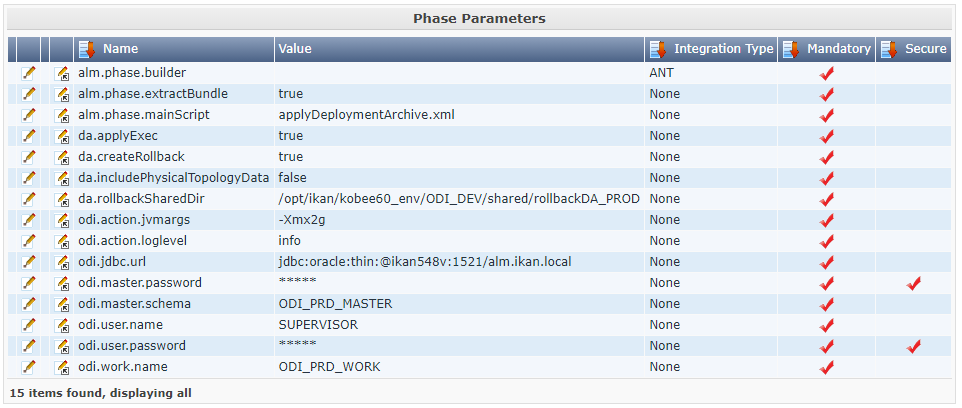 Phase Parameters
Name Value Integration Type Mandatory Secure
alm.phase.builder ANT
alm.phase.extractBundle true None
alm.phase.mainScript applyDeploymentArchive.xml None
da.applyExec true None
da.createRollback true None
da.includePhysicalTopologyData false None
da.rollbackSharedDir /opt/ikan/kobee60_env/ODI_DEV/shared/rollbackDA_PROD None
odi.action.jvmargs -Xmx2g None
odi.action.loglevel info None
odi.jdbc.url jdbc:oracle:thin:@ikan548v:1521/alm.ikan.local None
odi.master.password ***** None
odi.master.schema ODI_PRD_MASTER None
odi.user.name SUPERVISOR None
odi.user.password ***** None
odi.work.name ODI_PRD_WORK None
15 items found, displaying all